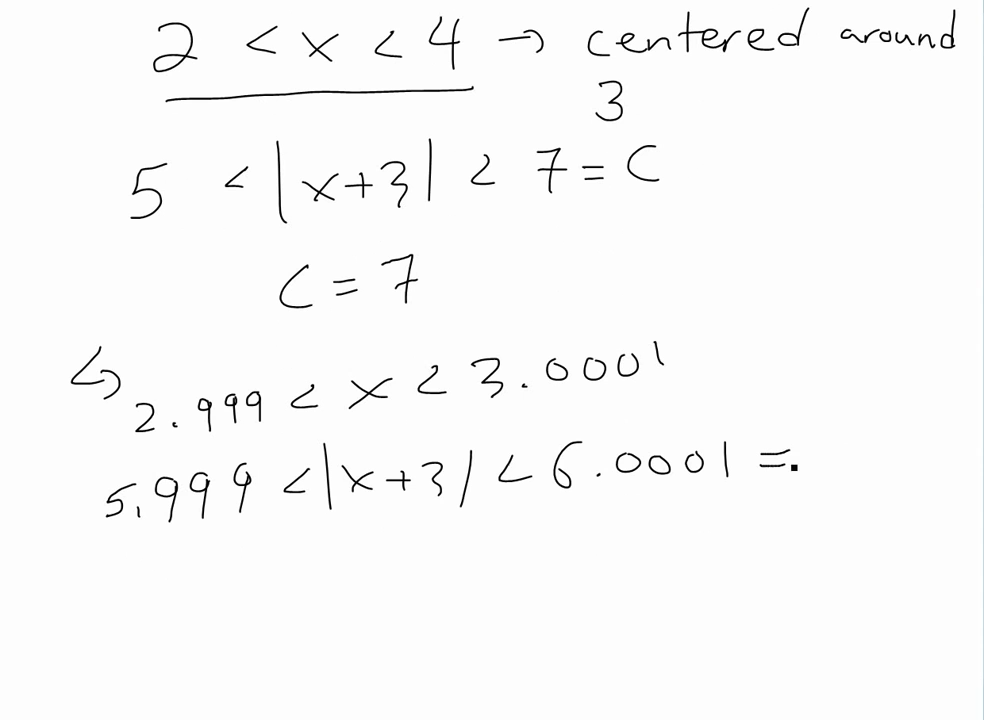 2 < x < 4 → centered around
3
5 < |x+3| < 7 = C
C = 7
↳ 2.999 < x < 3.0001
5.999 < |x+3| < 6.0001 =